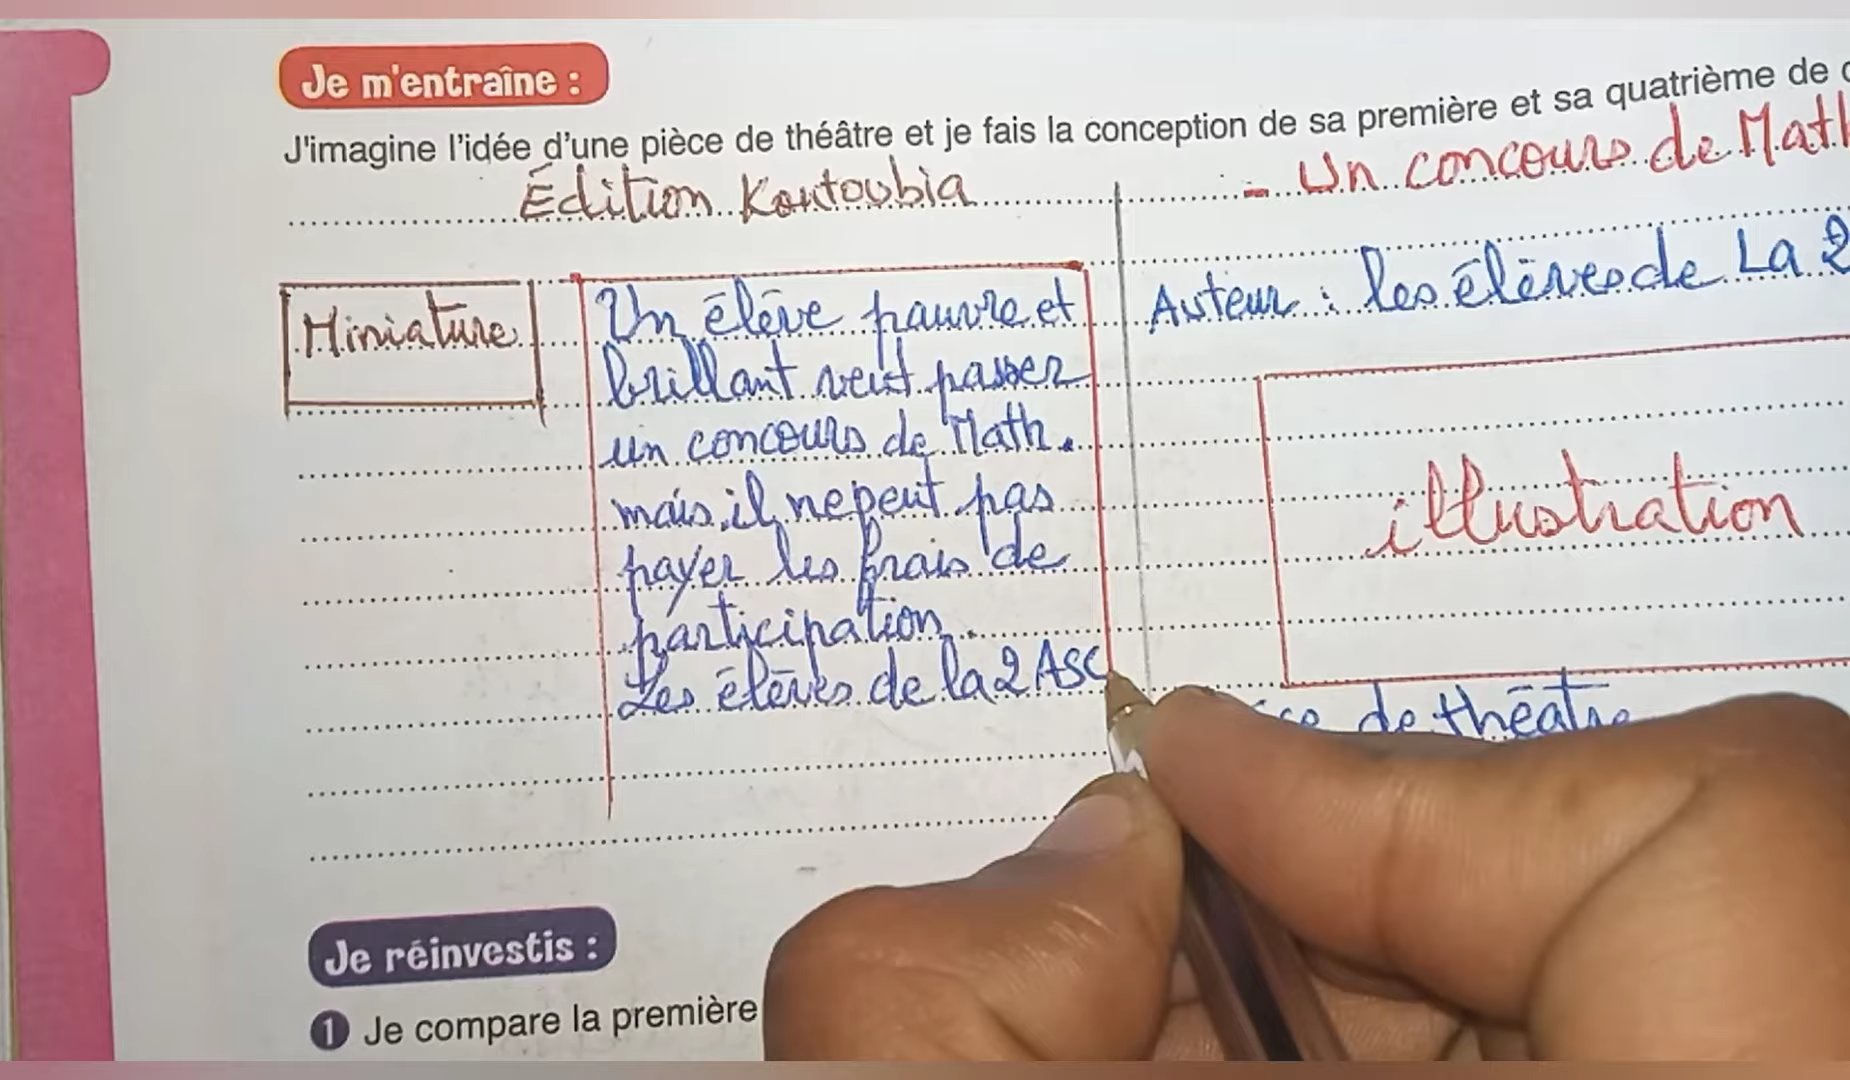 Je m'entraîne :
J'imagine l'idée d'une pièce de théâtre et je fais la conception de sa première et sa quatrième de
Édition Koutoubia
- Un concours de Math
Miniature
Un élève pauvre et
brillant veut passer
un concours de Math.
mais il ne peut pas
payer les frais de
participation
Les élèves de la 2 ASC
Auteur : les élèves de La 2
illustration
de théâtre
Je réinvestis :
1 Je compare la première